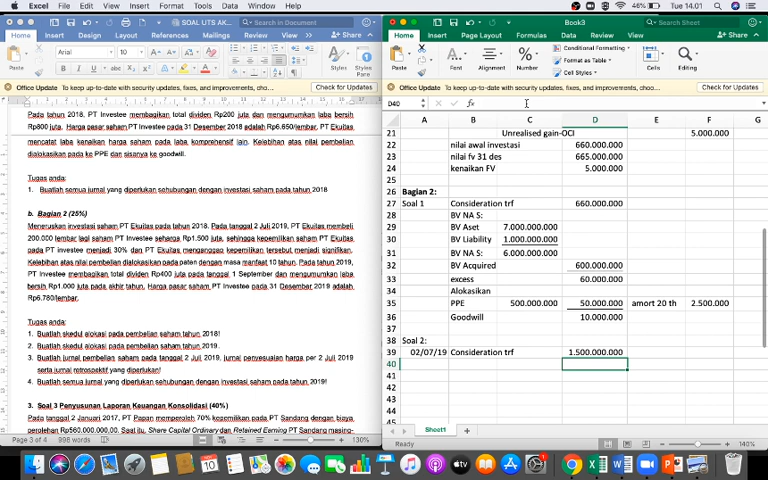 Excel File Edit View Insert Format Tools Data Window Help 46% Tue 14.01
SOAL UTS AK... Search in Document
Home Insert Design Layout References Mailings Review View Share
Paste Arial 10 Styles Styles Pane
Office Update To keep up-to-date with security updates, fixes, and improvements, cho... Check for Updates
Pada tahun 2018, PT Investee membagikan total dividen Rp200 juta dan mengumumkan laba bersih
Rp800 juta. Harga pasar saham PT Investee pada 31 Desember 2018 adalah Rp6.650/lembar. PT Ekuitas
mencatat laba kenaikan harga saham pada laba komprehensif lain. Kelebihan atas nilai pembelian
dialokasikan pada ke PPE dan sisanya ke goodwill.
Tugas anda:
1. Buatlah semua jurnal yang diperlukan sehubungan dengan investasi saham pada tahun 2018
b. Bagian 2 (25%)
Meneruskan investasi saham PT Ekuitas pada tahun 2018. Pada tanggal 2 Juli 2019, PT Ekuitas membeli
200.000 lembar lagi saham PT Investee seharga Rp1.500 juta, sehingga kepemilikan saham PT Ekuitas
pada PT investee menjadi 30% dan PT Ekuitas menganggap kepemilikan tersebut menjadi signifikan.
Kelebihan atas nilai pembelian dialokasikan pada paten dengan masa manfaat 10 tahun. Pada tahun 2019,
PT Investee membagikan total dividen Rp400 juta pada tanggal 1 September dan mengumumkan laba
bersih Rp1.000 juta pada akhir tahun. Harga pasar saham PT Investee pada 31 Desember 2019 adalah
Rp6.780/lembar.
Tugas anda:
1. Buatlah skedul alokasi pada pembelian saham tahun 2018!
2. Buatlah skedul alokasi pada pembelian saham tahun 2019.
3. Buatlah jurnal pembelian saham pada tanggal 2 Juli 2019, jurnal penyesuaian harga per 2 Juli 2019
serta jurnal retrospektif yang diperlukan!
4. Buatlah semua jurnal yang diperlukan sehubungan dengan investasi saham pada tahun 2019!
3. Soal 3 Penyusunan Laporan Keuangan Konsolidasi (40%)
Pada tanggal 2 Januari 2017, PT Papan memperoleh 70% kepemilikan pada PT Sandang dengan biaya
perolehan Rp560.000.000,00. Saat itu, Share Capital Ordinary dan Retained Earning PT Sandang masing-
Page 3 of 4 998 words 130%
Book3 Search Sheet
Home Insert Page Layout Formulas Data Review View Share
Paste Font Alignment Number Conditional Formatting Format as Table Cell Styles Cells Editing
Office Update To keep up-to-date with security updates, fixes, and improvements, cho... Check for Updates
D40 fx
A B C D E F
21 Unrealised gain-OCI 5.000.000
22 nilai awal investasi 660.000.000
23 nilai fv 31 des 665.000.000
24 kenaikan FV 5.000.000
25
26 Bagian 2:
27 Soal 1 Consideration trf 660.000.000
28 BV NA S:
29 BV Aset 7.000.000.000
30 BV Liability 1.000.000.000
31 BV NA S: 6.000.000.000
32 BV Acquired 600.000.000
33 excess 60.000.000
34 Alokasikan
35 PPE 500.000.000 50.000.000 amort 20 th 2.500.000
36 Goodwill 10.000.000
37
38 Soal 2:
39 02/07/19 Consideration trf 1.500.000.000
40
41
42
43
44
45
Sheet1
Ready 140%